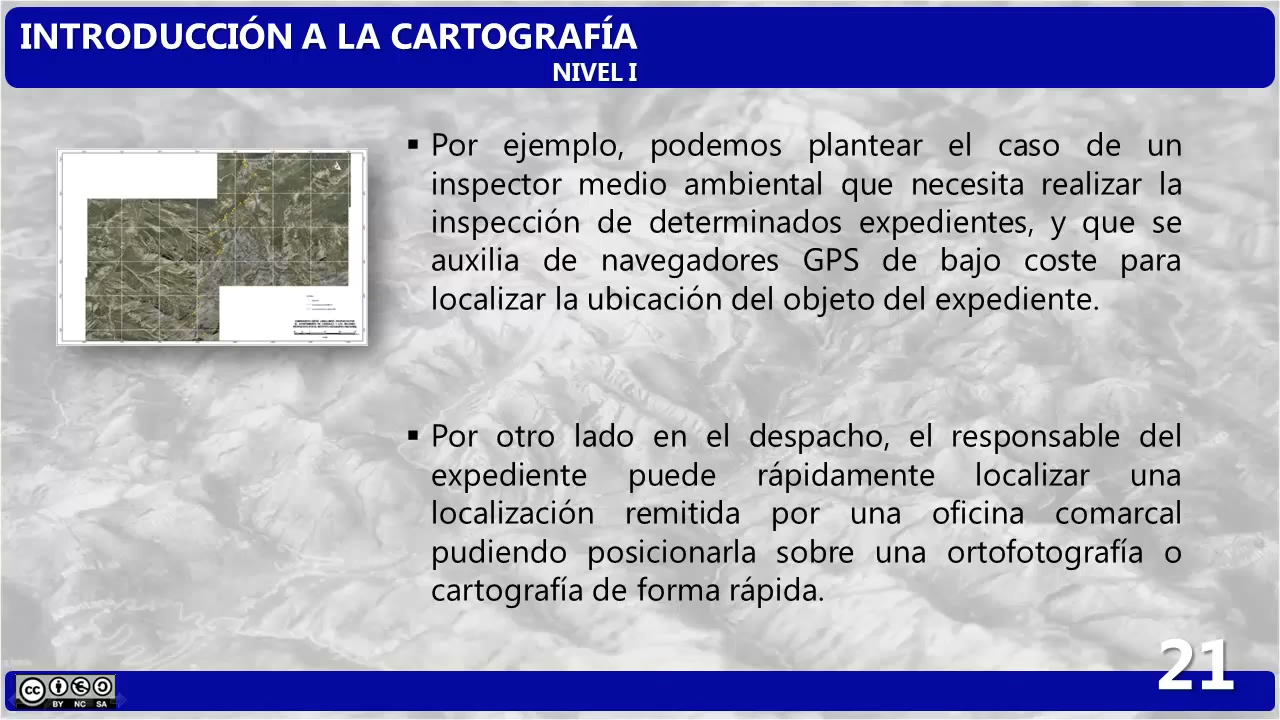 INTRODUCCIÓN A LA CARTOGRAFÍA
NIVEL I
▪ Por ejemplo, podemos plantear el caso de un
inspector medio ambiental que necesita realizar la
inspección de determinados expedientes, y que se
auxilia de navegadores GPS de bajo coste para
localizar la ubicación del objeto del expediente.
▪ Por otro lado en el despacho, el responsable del
expediente puede rápidamente localizar una
localización remitida por una oficina comarcal
pudiendo posicionarla sobre una ortofotografía o
cartografía de forma rápida.
21
cc
BY NC SA